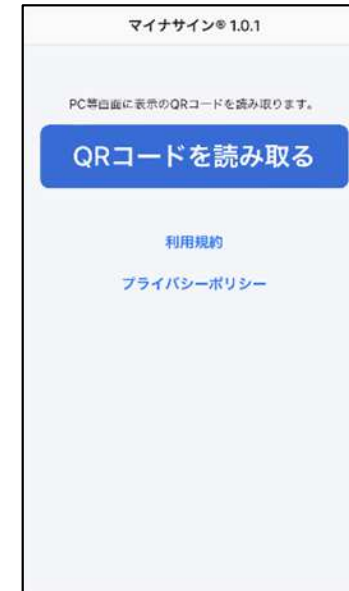 マイナサイン® 1.0.1
PC等画面に表示のQRコードを読み取ります。
QRコードを読み取る
利用規約
プライバシーポリシー